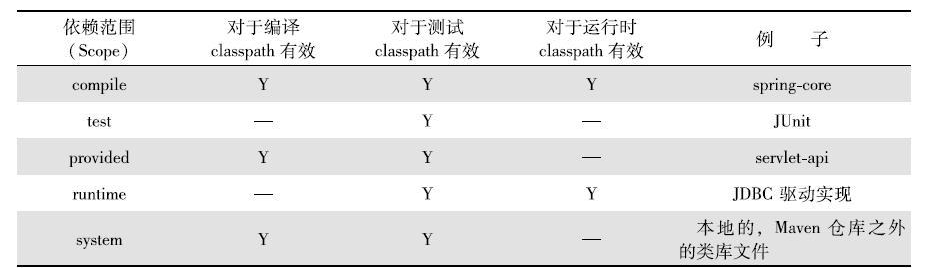 依赖范围 对于编译 对于测试 对于运行时 例 子
(Scope) classpath 有效 classpath 有效 classpath 有效
compile Y Y Y spring-core
test — Y — JUnit
provided Y Y — servlet-api
runtime — Y Y JDBC 驱动实现
system Y Y — 本地的，Maven 仓库之外
的类库文件